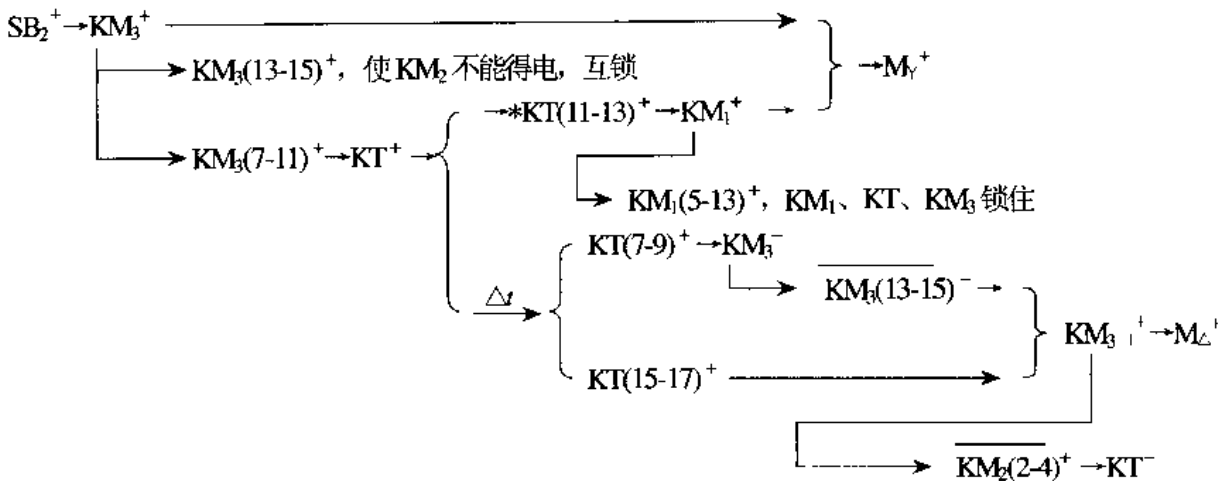 SB₂⁺→KM₃⁺
KM₃(13-15)⁺，使KM₂不能得电，互锁
→M_Y⁺
→*KT(11-13)⁺→KM₁⁺ →
KM₃(7-11)⁺→KT⁺→
KM₁(5-13)⁺，KM₁、KT、KM₃锁住
KT(7-9)⁺→KM₃⁻
KM₃(13-15)⁻→
△t
KM₃₋₁⁺→M△⁺
KT(15-17)⁺
KM₂(2-4)⁺→KT⁻